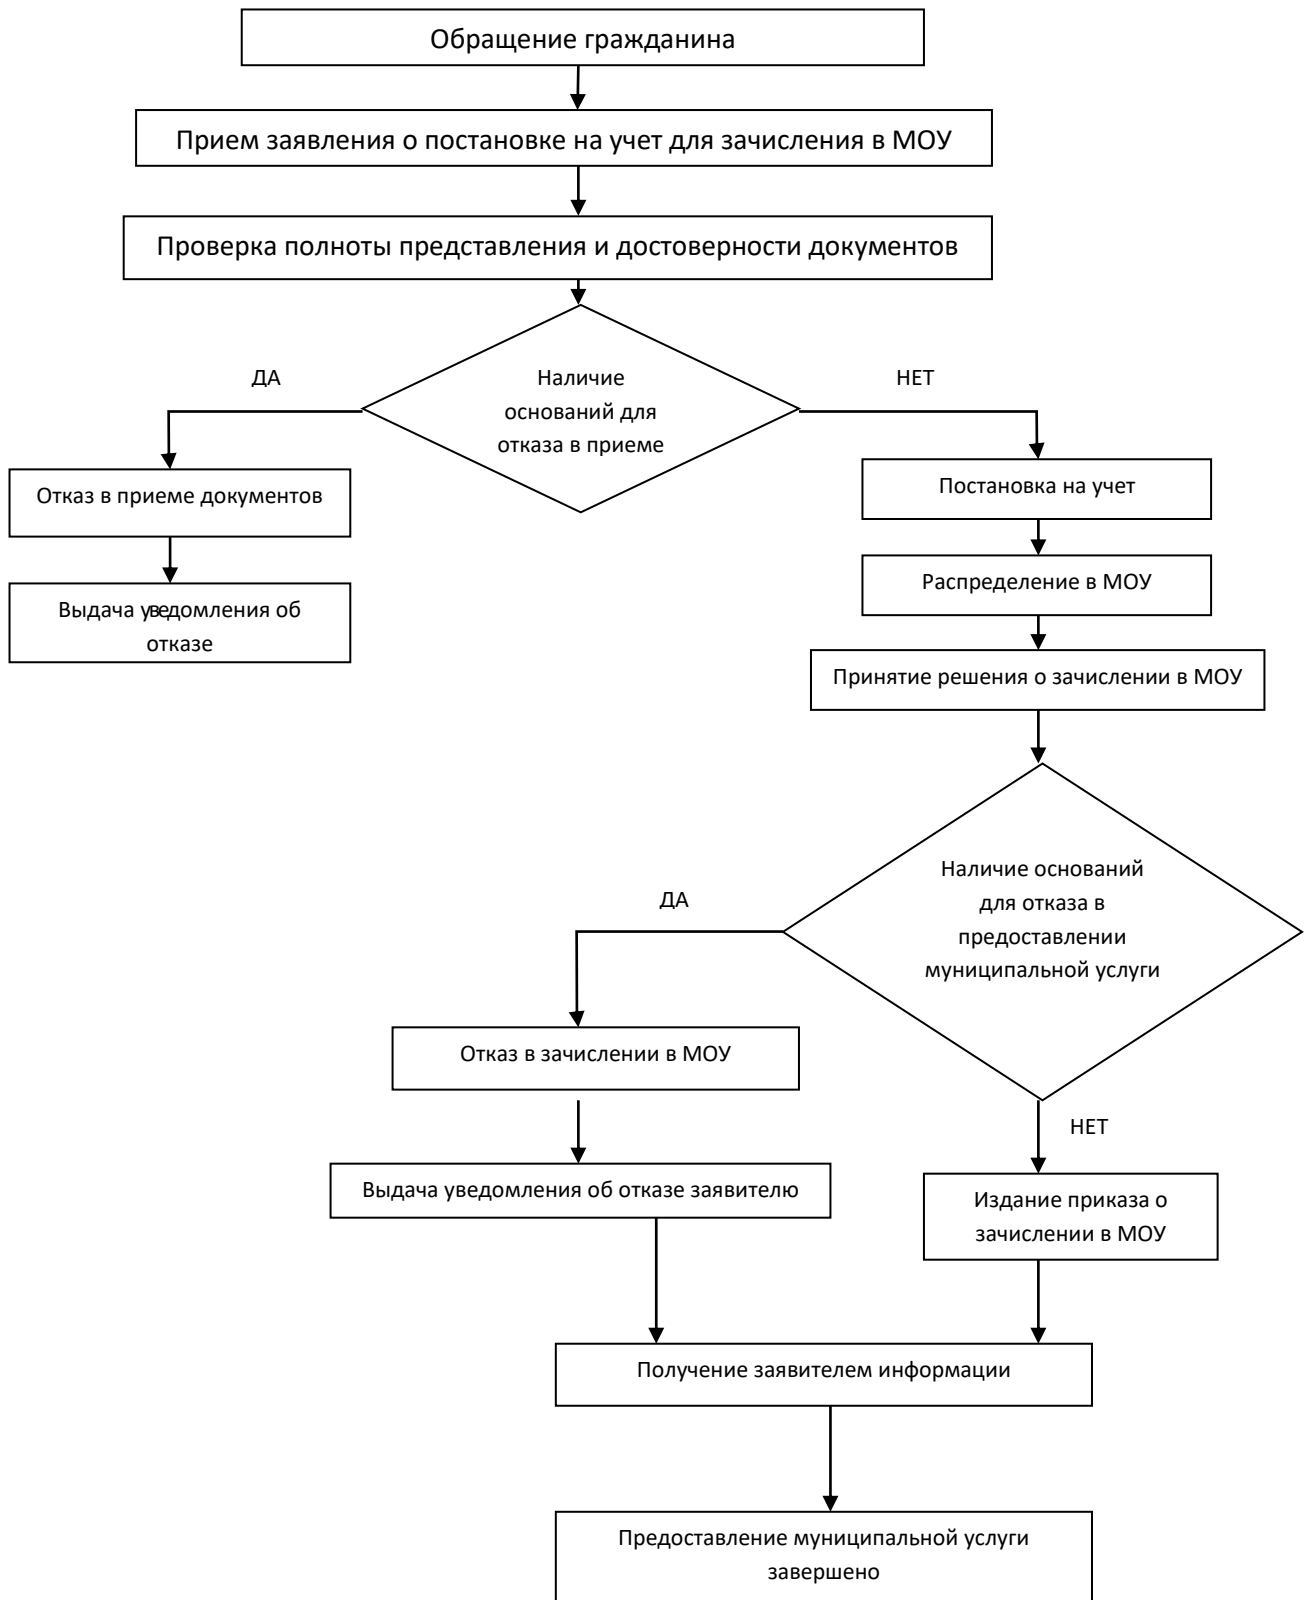 Обращение гражданина
Прием заявления о постановке на учет для зачисления в МОУ
Проверка полноты представления и достоверности документов
ДА
Наличие
оснований для
отказа в приеме
НЕТ
Отказ в приеме документов
Выдача уведомления об
отказе
Постановка на учет
Распределение в МОУ
Принятие решения о зачислении в МОУ
Наличие оснований
для отказа в
предоставлении
муниципальной услуги
ДА
Отказ в зачислении в МОУ
НЕТ
Выдача уведомления об отказе заявителю
Издание приказа о
зачислении в МОУ
Получение заявителем информации
Предоставление муниципальной услуги
завершено